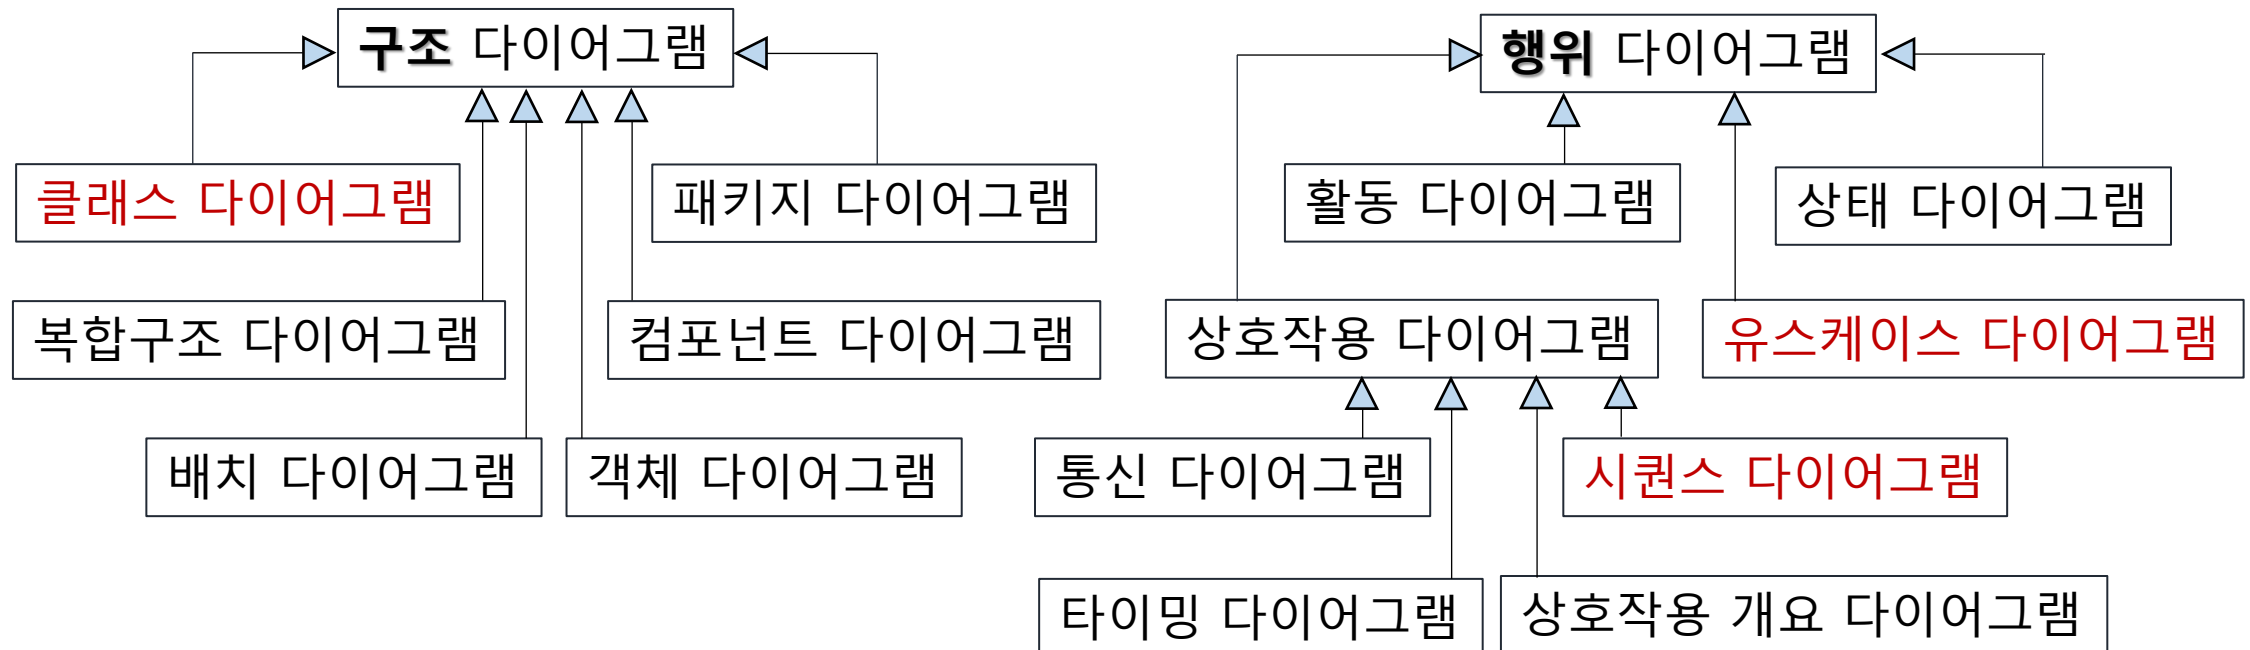 구조 다이어그램
행위 다이어그램
클래스 다이어그램
패키지 다이어그램
활동 다이어그램
상태 다이어그램
복합구조 다이어그램
컴포넌트 다이어그램
상호작용 다이어그램
유스케이스 다이어그램
배치 다이어그램
객체 다이어그램
통신 다이어그램
시퀀스 다이어그램
타이밍 다이어그램
상호작용 개요 다이어그램